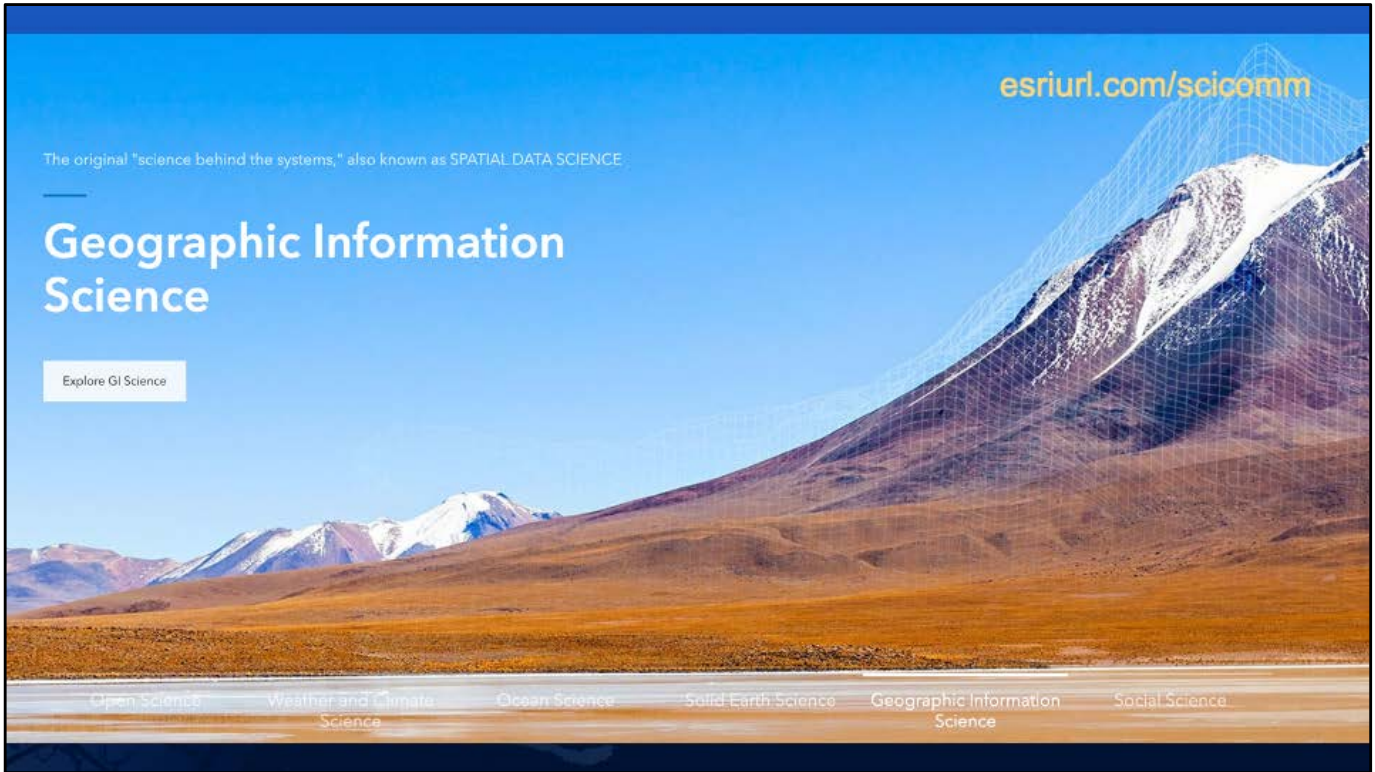 esriurl.com/scicomm
The original "science behind the systems," also known as SPATIAL DATA SCIENCE
Geographic Information
Science
Explore GI Science
Open Science
Weather and Climate
Science
Ocean Science
Solid Earth Science
Geographic Information
Science
Social Science